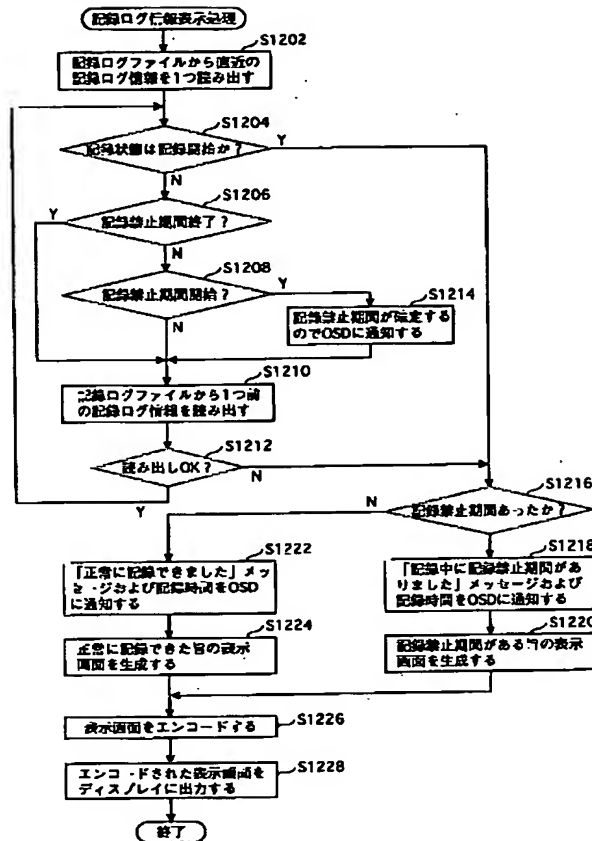 記録ログ情報表示処理
S1202
記録ログファイルから直近の
記録ログ情報を1つ読み出す
S1204
記録状態は記録開始か?
Y
N
S1206
Y
記録禁止期間終了?
N
S1208
記録禁止期間開始?
Y
N
S1214
記録禁止期間が確定する
のでOSDに通知する
S1210
記録ログファイルから1つ前
の記録ログ情報を読み出す
S1212
読み出しOK?
N
Y
S1216
N
記録禁止期間あったか?
Y
S1222
「正常に記録できました」メッ
セージおよび記録時間をOSD
に通知する
S1218
「記録中に記録禁止期間があ
りました」メッセージおよび
記録時間をOSDに通知する
S1224
正常に記録できた旨の表示
画面を生成する
S1220
記録禁止期間がある旨の表示
画面を生成する
S1226
表示画面をエンコードする
S1228
エンコードされた表示画面を
ディスプレイに出力する
終了